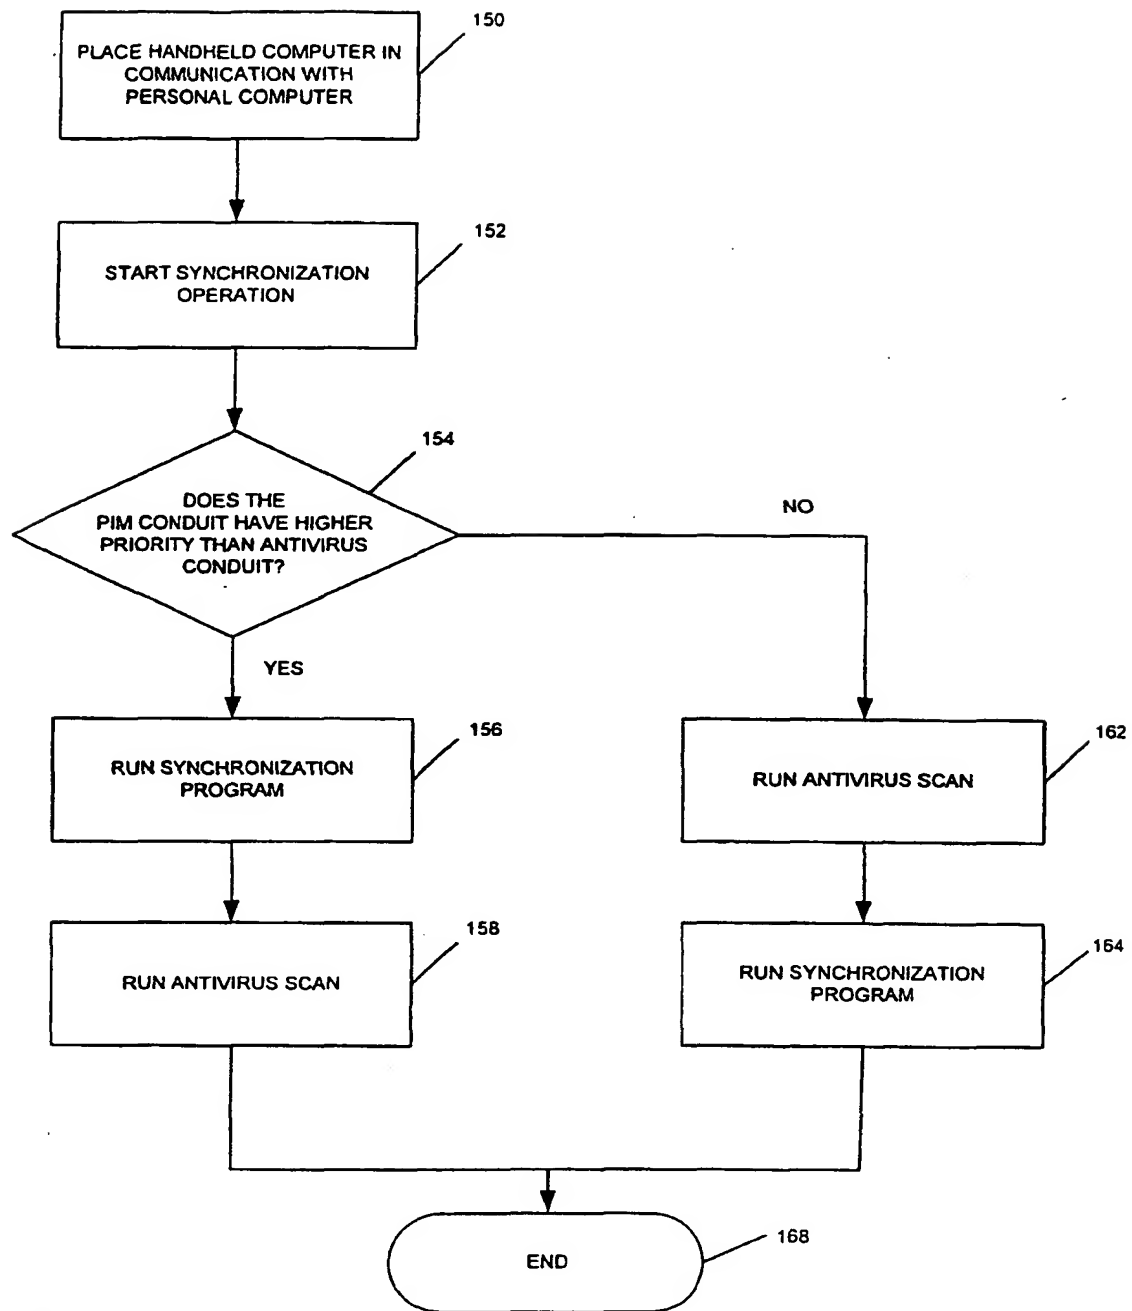 150
PLACE HANDHELD COMPUTER IN
COMMUNICATION WITH
PERSONAL COMPUTER
152
START SYNCHRONIZATION
OPERATION
154
DOES THE
PIM CONDUIT HAVE HIGHER
PRIORITY THAN ANTIVIRUS
CONDUIT?
NO
YES
156
RUN SYNCHRONIZATION
PROGRAM
162
RUN ANTIVIRUS SCAN
158
RUN ANTIVIRUS SCAN
164
RUN SYNCHRONIZATION
PROGRAM
END
168